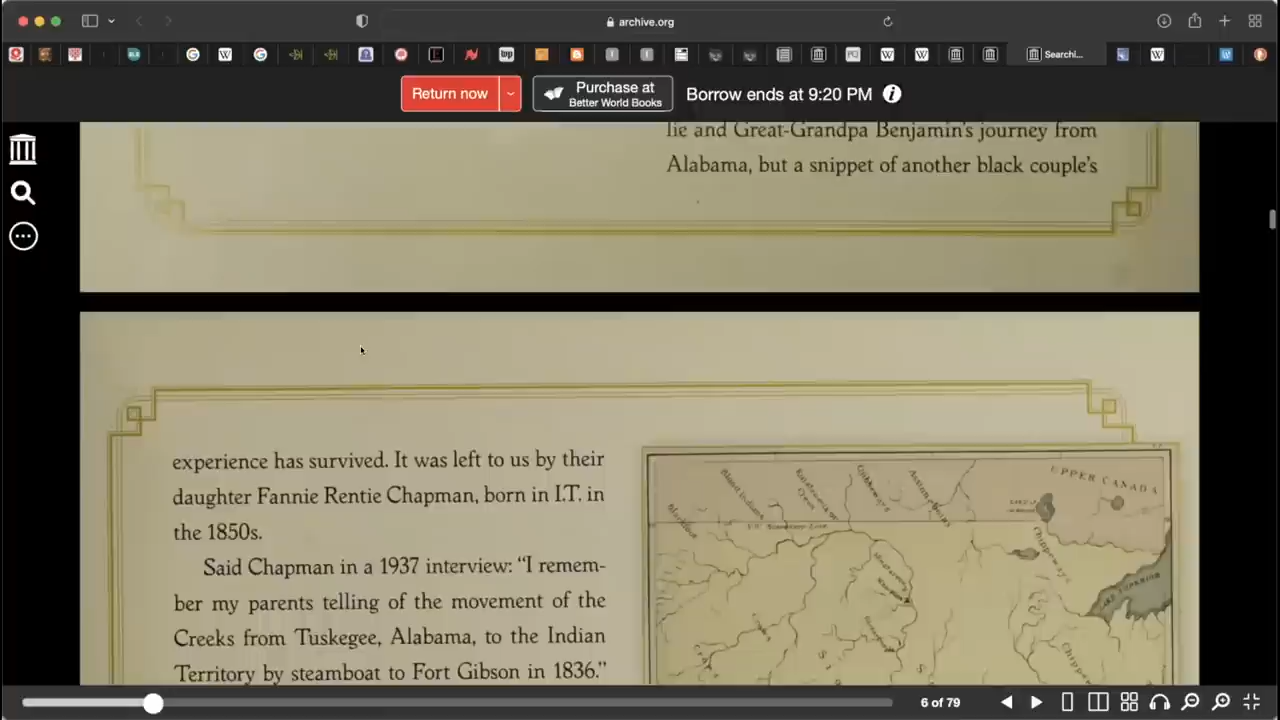 archive.org
Searchi...
Return now
Purchase at
Better World Books
Borrow ends at 9:20 PM
lie and Great-Grandpa Benjamin's journey from
Alabama, but a snippet of another black couple's
experience has survived. It was left to us by their
daughter Fannie Rentie Chapman, born in I.T. in
the 1850s.
Said Chapman in a 1937 interview: "I remem-
ber my parents telling of the movement of the
Creeks from Tuskegee, Alabama, to the Indian
Territory by steamboat to Fort Gibson in 1836."
UPPER CANADA
Chippeways
6 of 79